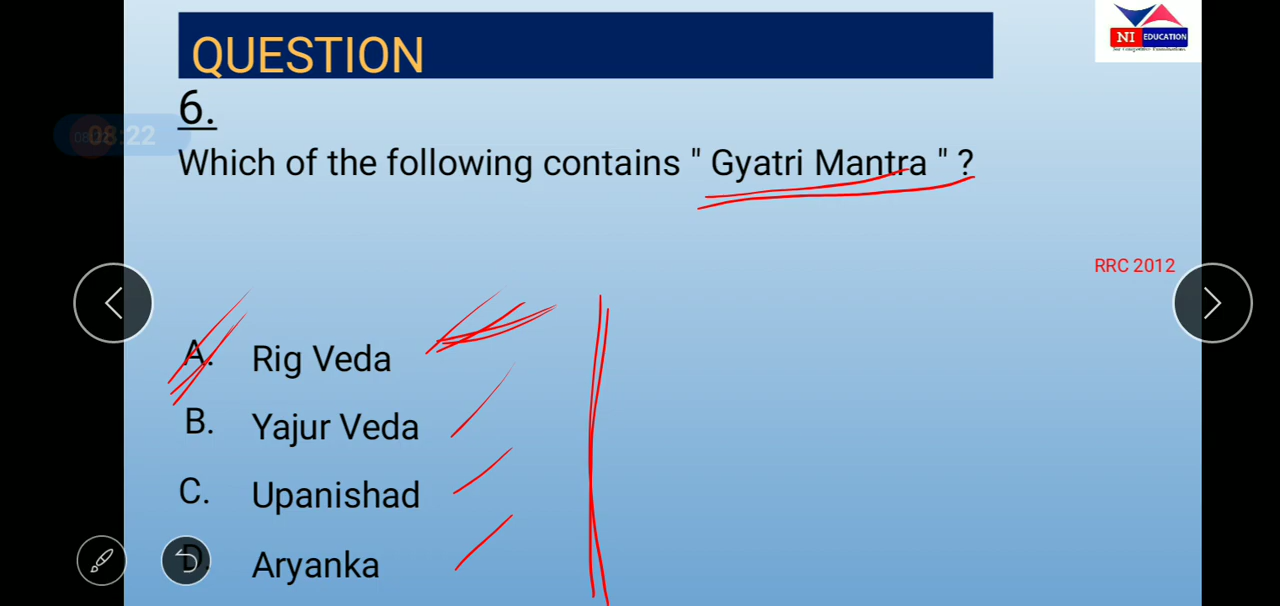 QUESTION
NI EDUCATION
6.
08:22
Which of the following contains " Gyatri Mantra " ?
RRC 2012
A. Rig Veda
B. Yajur Veda
C. Upanishad
D. Aryanka